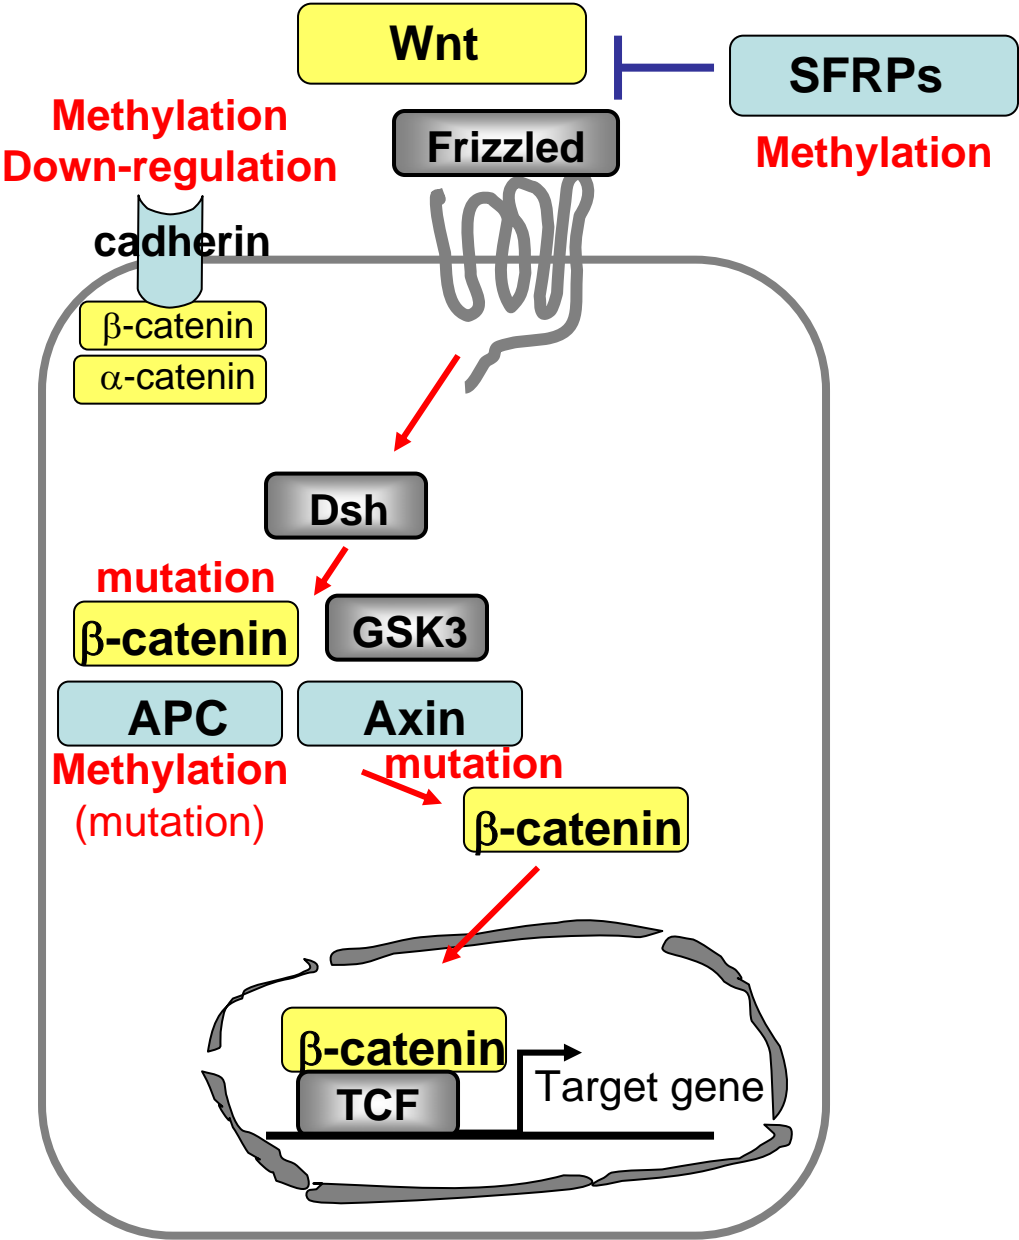 Wnt
SFRPs
Methylation
Down-regulation
Frizzled
Methylation
cadherin
β-catenin
α-catenin
Dsh
mutation
β-catenin
GSK3
APC
Axin
Methylation
(mutation)
mutation
β-catenin
β-catenin
TCF
Target gene